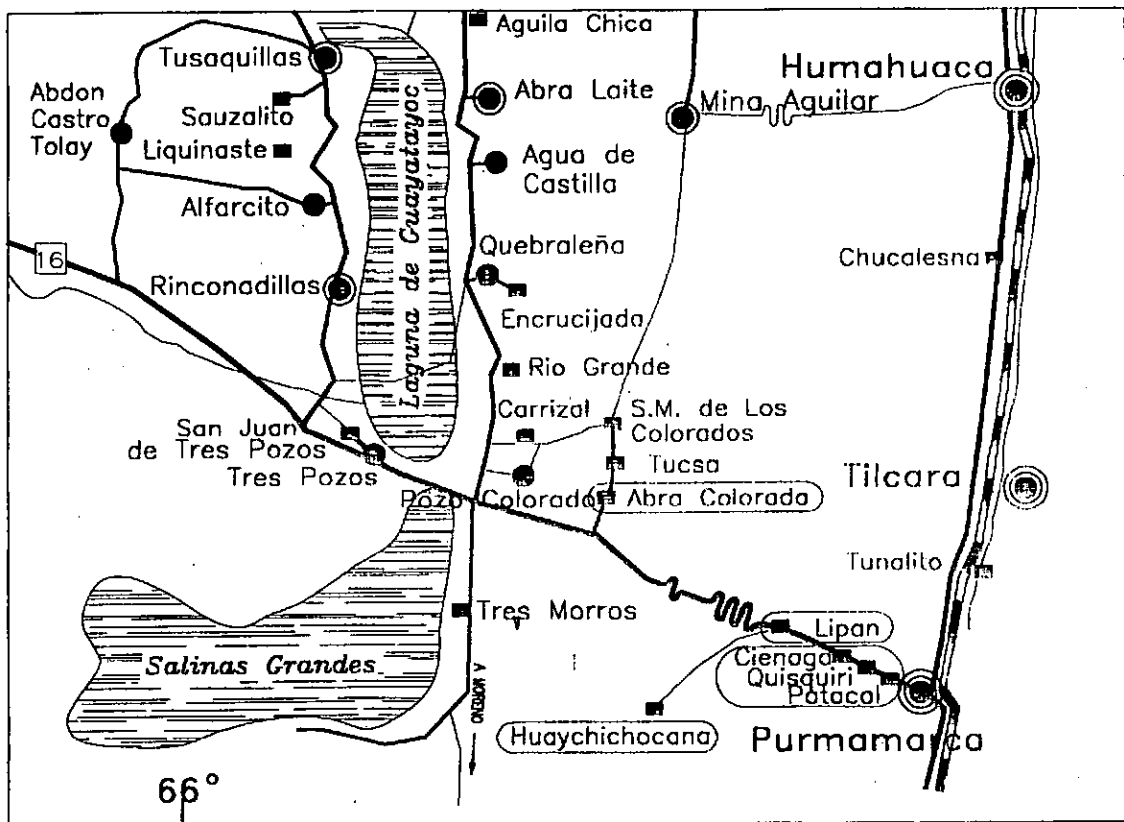 Aguila Chica
Tusaquillas
Humahuaca
Abra Laite
Mina Aguilar
Abdon
Castro
Tolay
Sauzalito
Liquinaste
Agua de
Castilla
Alfarcito
Laguna de Guayatayoc
Quebraleña
16
Chucalesna
Rinconadillas
Encrucijada
Rio Grande
Carrizal
S.M. de Los
Colorados
San Juan
de Tres Pozos
Tres Pozos
Tucsa
Tilcara
Pozo Colorado
Abra Colorada
Tunalito
Tres Morros
Lipan
Salinas Grandes
Cienaga
Quisquiri
Patacal
A MORENO
Huaychichocana
Purmamarca
66°